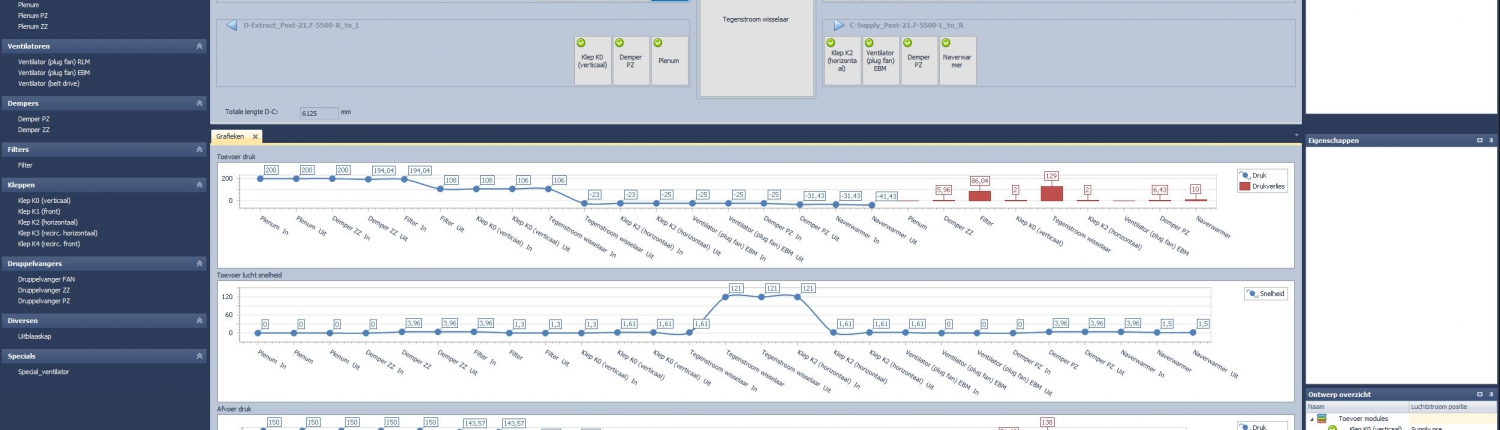 Plenum
Plenum PZ
Plenum ZZ
Ventilatoren
Ventilator (plug fan) RLM
Ventilator (plug fan) EBM
Ventilator (belt drive)
Dempers
Demper PZ
Demper ZZ
Filters
Filter
Kleppen
Klep K0 (verticaal)
Klep K1 (front)
Klep K2 (horizontaal)
Klep K3 (recirc. horizontaal)
Klep K4 (recirc. front)
Druppelvangers
Druppelvanger FAN
Druppelvanger ZZ
Druppelvanger PZ
Diversen
Uitblaaskap
Specials
Special_ventilator
D-Extract_Post-21.7-5500-R_to_L
Klep K0
(verticaal)
Demper
PZ
Plenum
Tegenstroom wisselaar
C-Supply_Post-21.7-5500-L_to_R
Klep K2
(horizonta
al)
Ventilator
(plug fan)
EBM
Demper
PZ
Naverwar
mer
Totale lengte D-C: 6125 mm
Grafieken
Toevoer druk
200
0
200 200 200 194,04 194,04 108 108 106 106 -23 -23 -25 -25 -25 -31,43 -31,43 -41,43
5,96 86,04 2 129 2 6,43 10
Druk
Drukverlies
Plenum In
Plenum Uit
Demper ZZ In
Demper ZZ Uit
Filter In
Filter Uit
Klep K0 (verticaal) In
Klep K0 (verticaal) Uit
Tegenstroom wisselaar In
Tegenstroom wisselaar Uit
Klep K2 (horizontaal) In
Klep K2 (horizontaal) Uit
Ventilator (plug fan) EBM In
Ventilator (plug fan) EBM Uit
Demper PZ In
Demper PZ Uit
Naverwarmer In
Naverwarmer Uit
Plenum
Demper ZZ
Filter
Klep K0 (verticaal)
Tegenstroom wisselaar
Klep K2 (horizontaal)
Ventilator (plug fan) EBM
Demper PZ
Naverwarmer
Toevoer lucht snelheid
120
60
0
0 0 0 0 3,96 3,96 3,96 1,3 1,3 1,3 1,61 1,61 1,61 121 121 121 1,61 1,61 1,61 0 0 0 3,96 3,96 3,96 1,5 1,5
Snelheid
Plenum In
Plenum
Plenum Uit
Demper ZZ In
Demper ZZ
Demper ZZ Uit
Filter In
Filter
Filter Uit
Klep K0 (verticaal) In
Klep K0 (verticaal)
Klep K0 (verticaal) Uit
Tegenstroom wisselaar In
Tegenstroom wisselaar
Tegenstroom wisselaar Uit
Klep K2 (horizontaal) In
Klep K2 (horizontaal)
Klep K2 (horizontaal) Uit
Ventilator (plug fan) EBM In
Ventilator (plug fan) EBM
Ventilator (plug fan) EBM Uit
Demper PZ In
Demper PZ
Demper PZ Uit
Naverwarmer In
Naverwarmer
Naverwarmer Uit
Afvoer druk
150 150 150 150 150 143,57 143,57
138
Druk
Eigenschappen
Ontwerp overzicht
Naam Luchtstroom positie
Toevoer modules
Klep K0 (verticaal) Supply pre